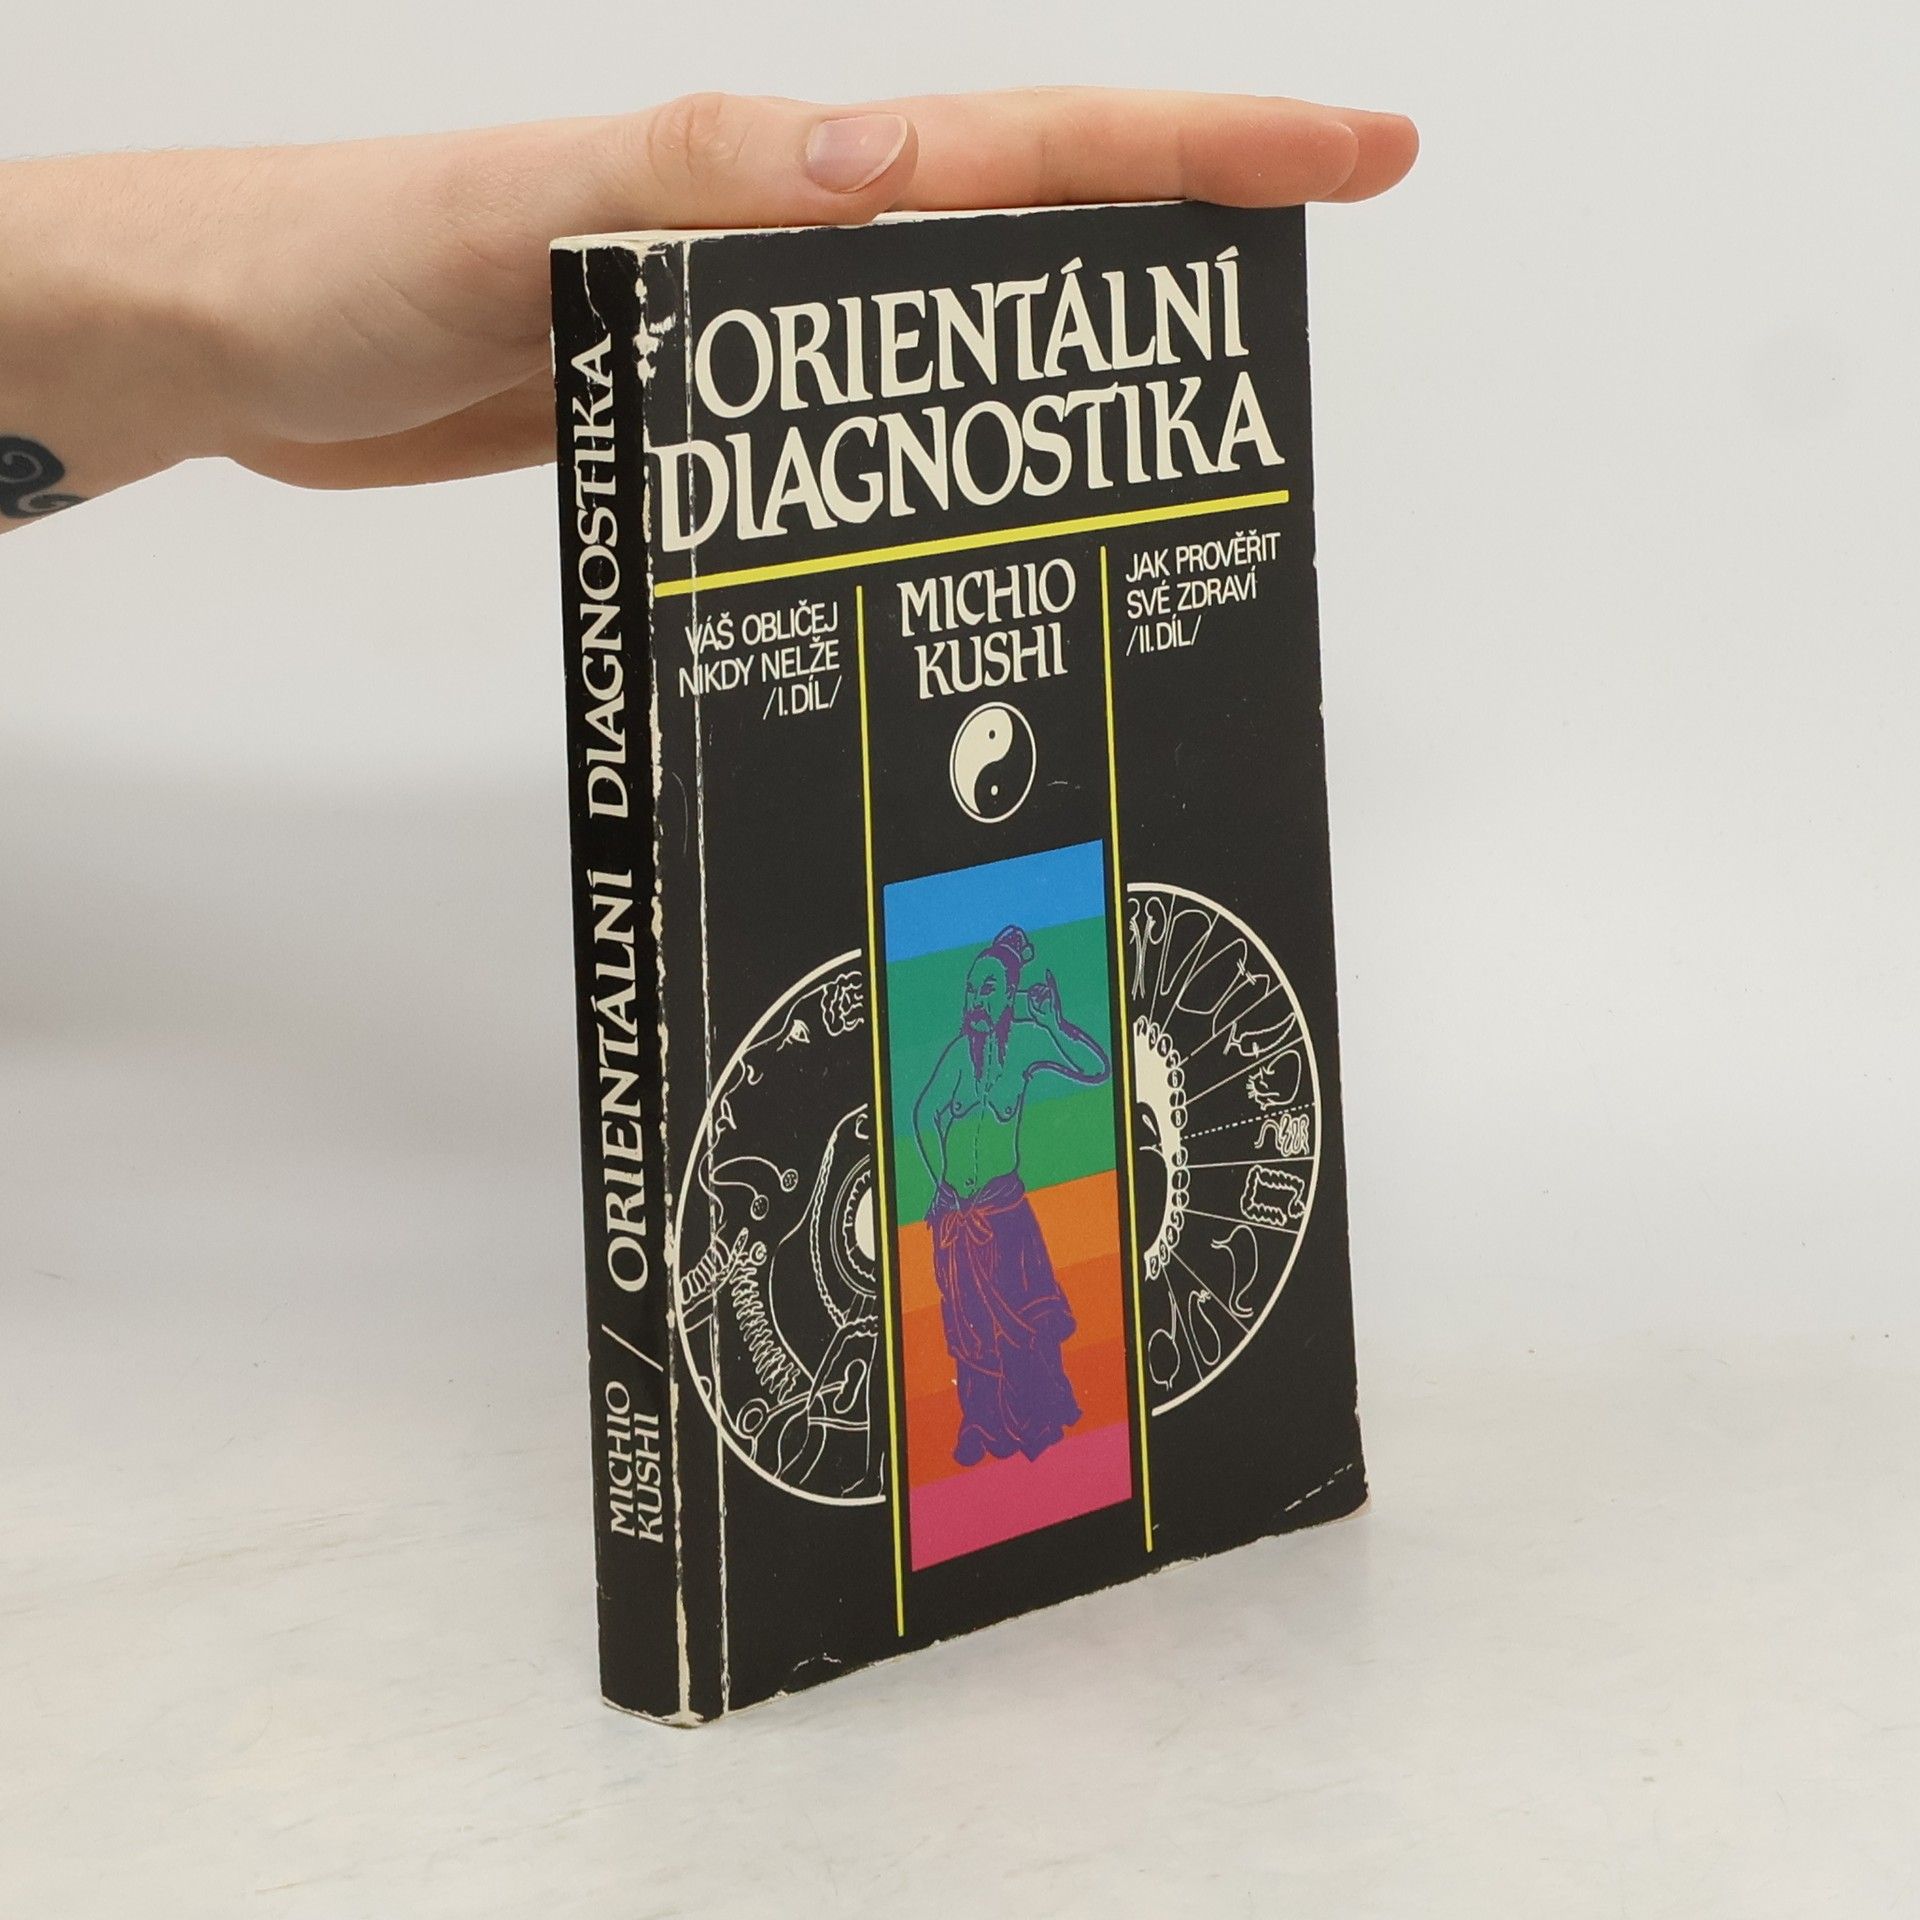 ORIENTÁLNÍ
DIAGNOSTIKA
VÁŠ OBLIČEJ
NIKDY NELŽE
/I.DÍL/
MICHIO
KUSHI
JAK PROVĚŘIT
SVÉ ZDRAVÍ
/II.DÍL/
MICHIO
KUSHI / ORIENTÁLNÍ DIAGNOSTIKA